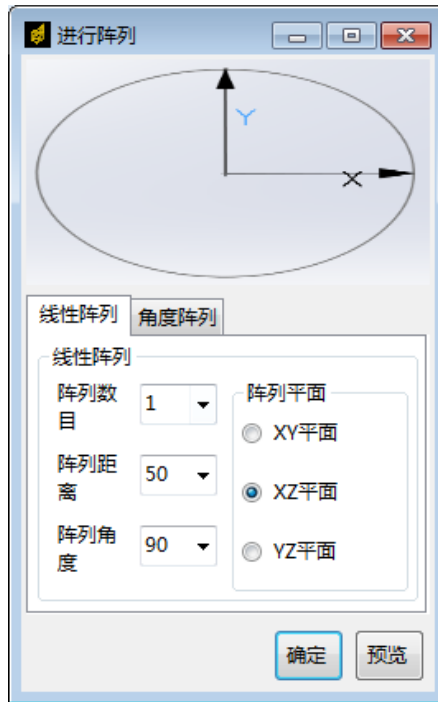 进行阵列
Y
X
线性阵列 角度阵列
线性阵列
阵列数
目
1
阵列距
离
50
阵列角
度
90
阵列平面
XY平面
XZ平面
YZ平面
确定 预览